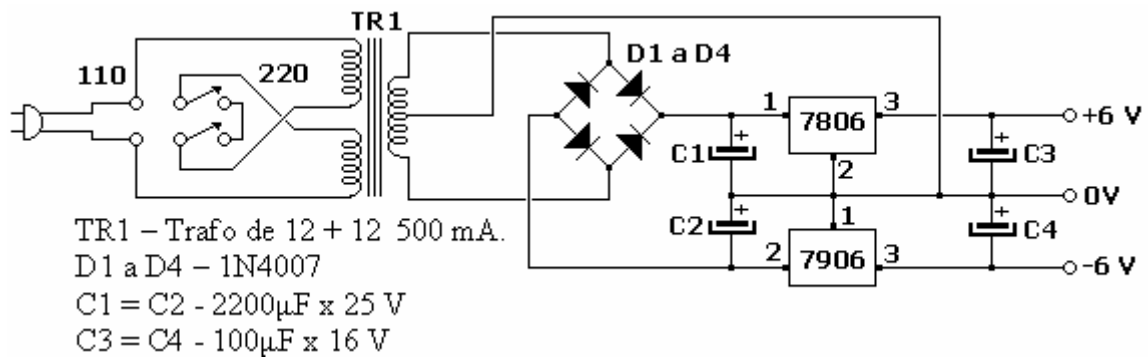 TR1
110
220
D1 a D4
1
7806
3
+6 V
+
C1
2
+
C3
0V
+
C2
1
+
C4
2
7906
3
-6 V
TR1 – Trafo de 12 + 12 500 mA.
D1 a D4 – 1N4007
C1 = C2 - 2200µF x 25 V
C3 = C4 - 100µF x 16 V